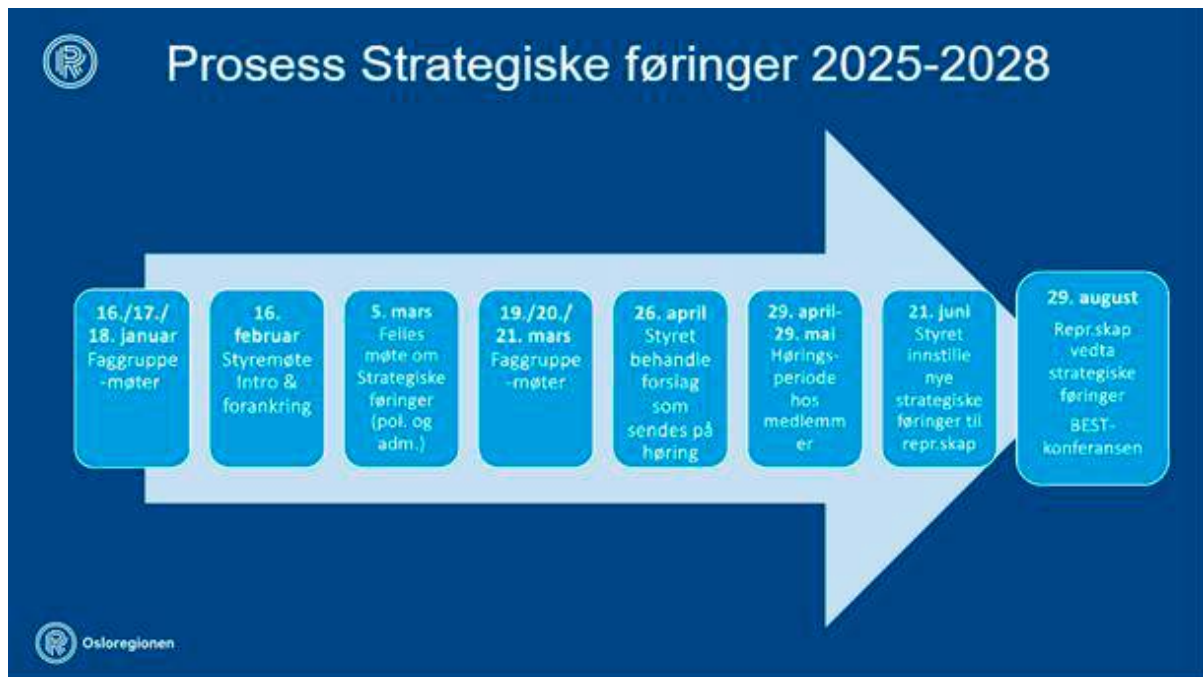 Prosess Strategiske føringer 2025-2028
16./17./
18. januar
Faggruppe
-møter
16.
februar
Styremøte
Intro &
forankring
5. mars
Felles
møte om
Strategiske
føringer
(pol. og
adm.)
19./20./
21. mars
Faggruppe
-møter
26. april
Styret
behandle
forslag
som
sendes på
høring
29. april-
29. mai
Hørings-
periode
hos
medlemm
er
21. juni
Styret
innstille
nye
strategiske
føringer til
repr.skap
29. august
Repr.skap
vedta
strategiske
føringer
BEST-
konferansen
Osloregionen